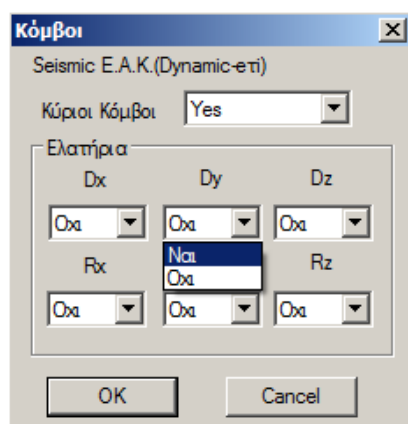 Κόμβοι
Seismic E.A.K.(Dynamic-eτi)
Κύριοι Κόμβοι Yes
Ελατήρια
Dx Dy Dz
Οχι Οχι Οχι
Ναι
Rx Rz
Οχι
Οχι Οχι Οχι
OK Cancel